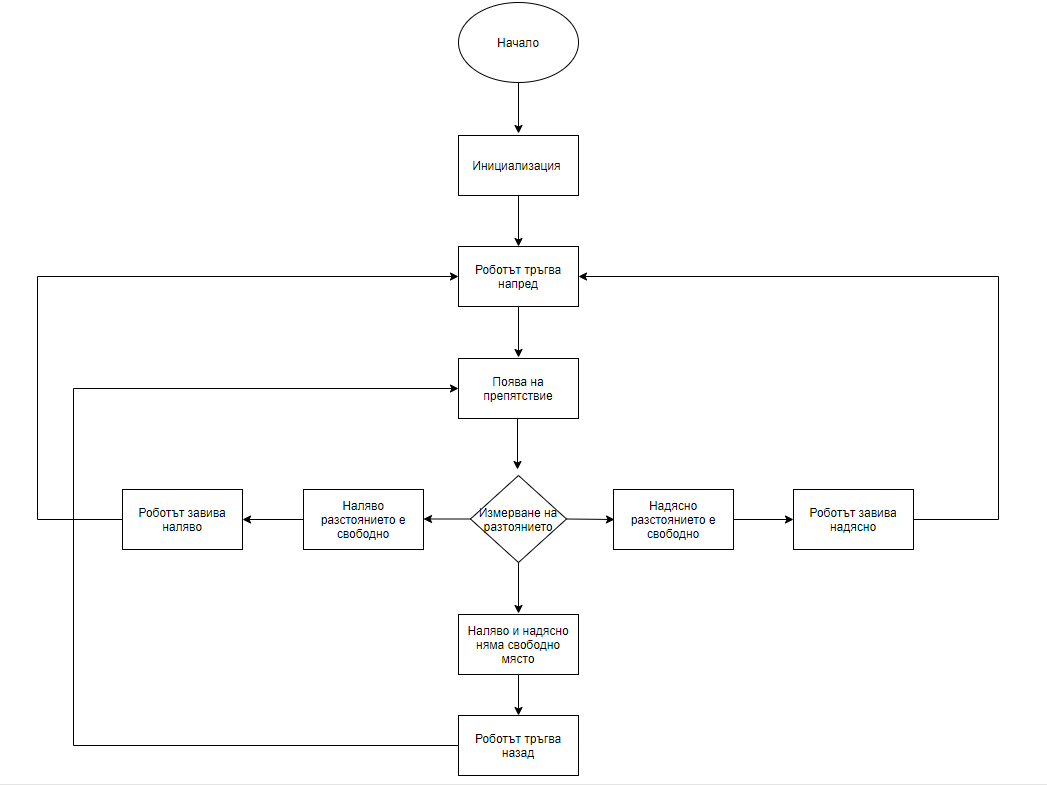 Начало
Инициализация
Роботът тръгва
напред
Поява на
препятствие
Роботът завива
наляво
Наляво
разстоянието е
свободно
Измерване на
разтоянието
Надясно
разстоянието е
свободно
Роботът завива
надясно
Наляво и надясно
няма свободно
място
Роботът тръгва
назад